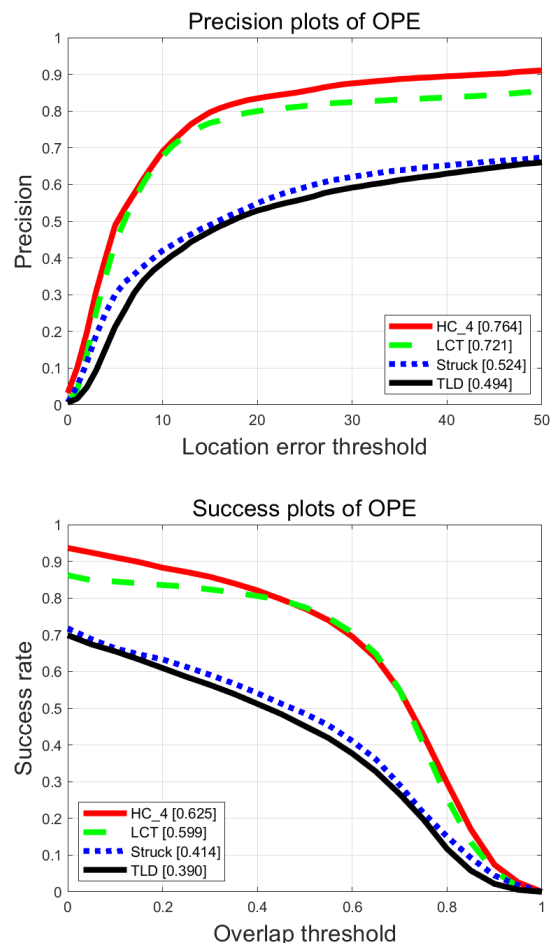 Precision plots of OPE
1
0.9
0.8
0.7
0.6
0.5
0.4
0.3
0.2
0.1
0
Precision
HC_4 [0.764]
LCT [0.721]
Struck [0.524]
TLD [0.494]
0 10 20 30 40 50
Location error threshold
Success plots of OPE
1
0.9
0.8
0.7
0.6
0.5
0.4
0.3
0.2
0.1
0
Success rate
HC_4 [0.625]
LCT [0.599]
Struck [0.414]
TLD [0.390]
0 0.2 0.4 0.6 0.8 1
Overlap threshold